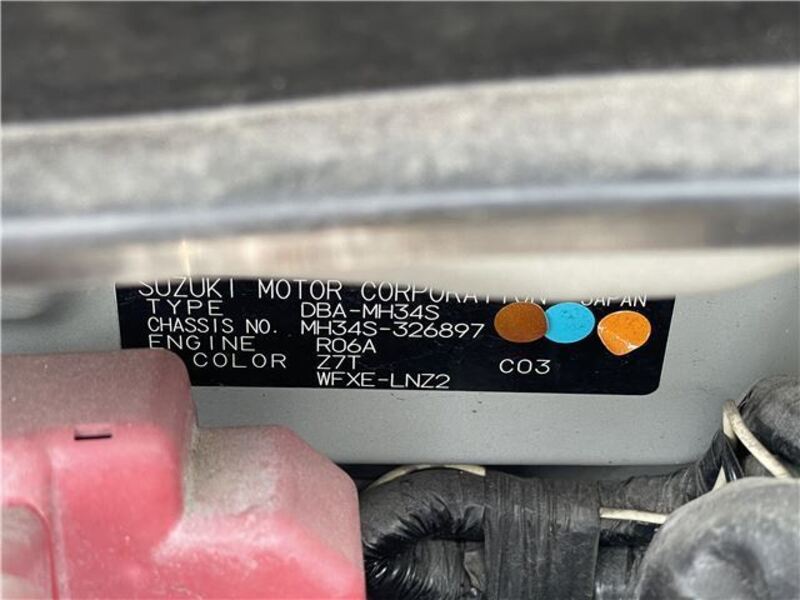 SUZUKI MOTOR CORPORATION JAPAN
TYPE DBA-MH34S
CHASSIS NO. MH34S-326897
ENGINE R06A
COLOR Z7T C03
WFXE-LNZ2